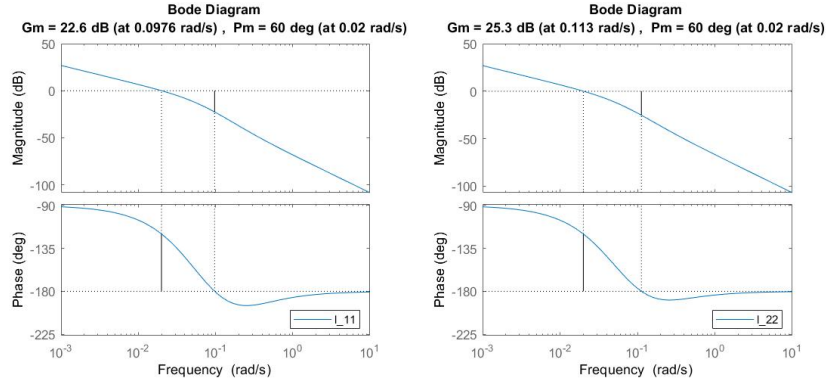 Bode Diagram
Gm = 22.6 dB (at 0.0976 rad/s) , Pm = 60 deg (at 0.02 rad/s)
50
0
-50
-100
Magnitude (dB)
-90
-135
-180
-225
Phase (deg)
I_11
10^-3
10^-2
10^-1
10^0
10^1
Frequency (rad/s)
Bode Diagram
Gm = 25.3 dB (at 0.113 rad/s) , Pm = 60 deg (at 0.02 rad/s)
50
0
-50
-100
Magnitude (dB)
-90
-135
-180
-225
Phase (deg)
I_22
10^-3
10^-2
10^-1
10^0
10^1
Frequency (rad/s)